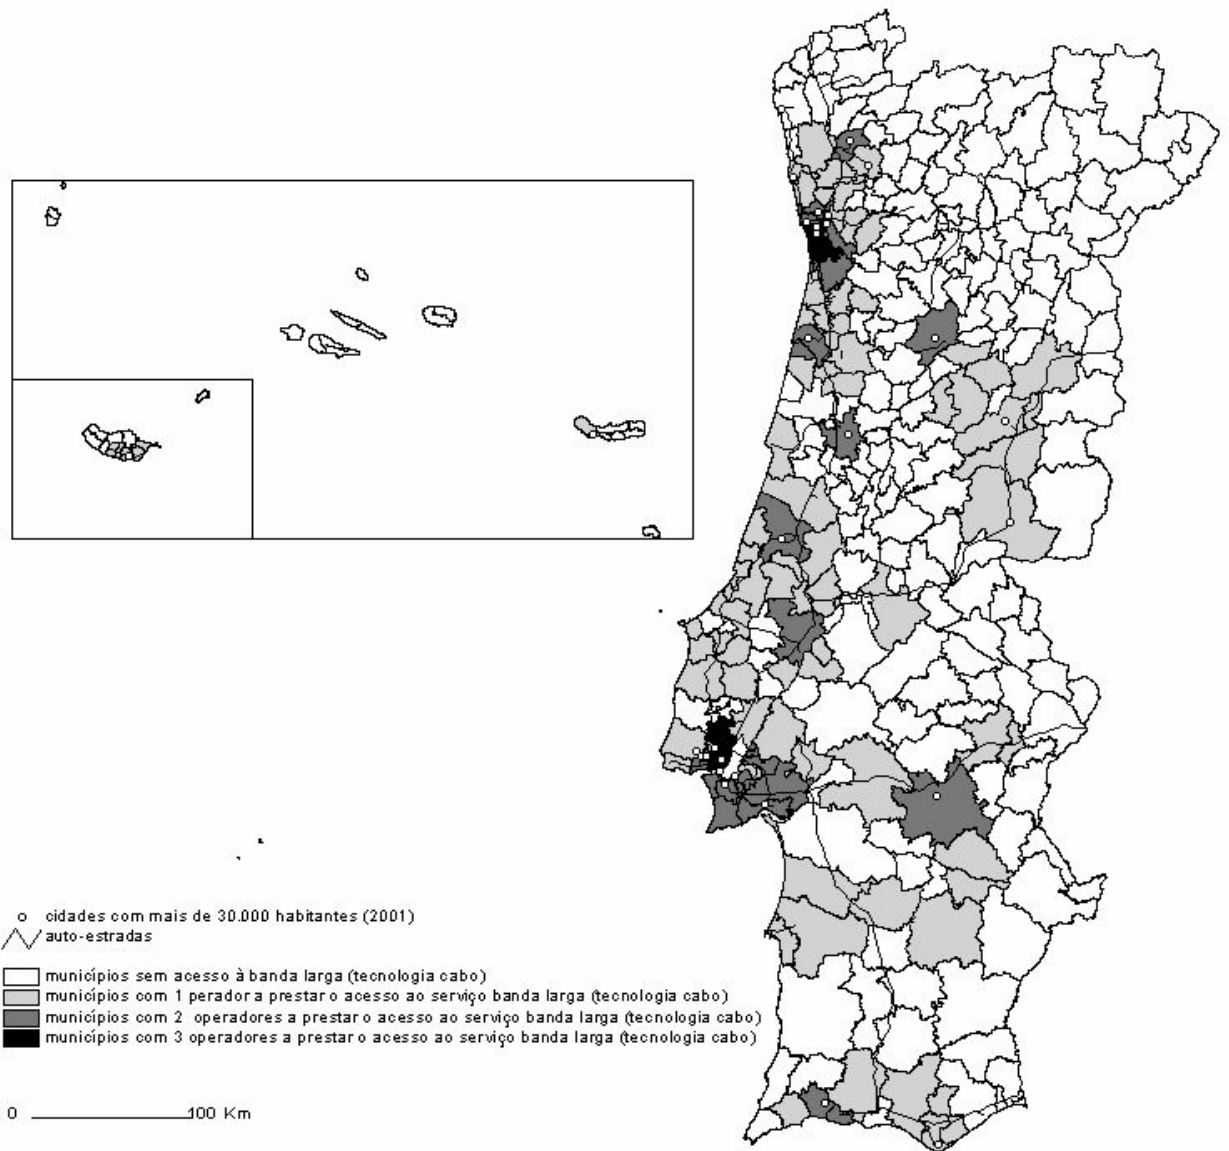 cidades com mais de 30.000 habitantes (2001)
auto-estradas
municípios sem acesso à banda larga (tecnologia cabo)
municípios com 1 perador a prestar o acesso ao serviço banda larga (tecnologia cabo)
municípios com 2 operadores a prestar o acesso ao serviço banda larga (tecnologia cabo)
municípios com 3 operadores a prestar o acesso ao serviço banda larga (tecnologia cabo)
0 100 Km